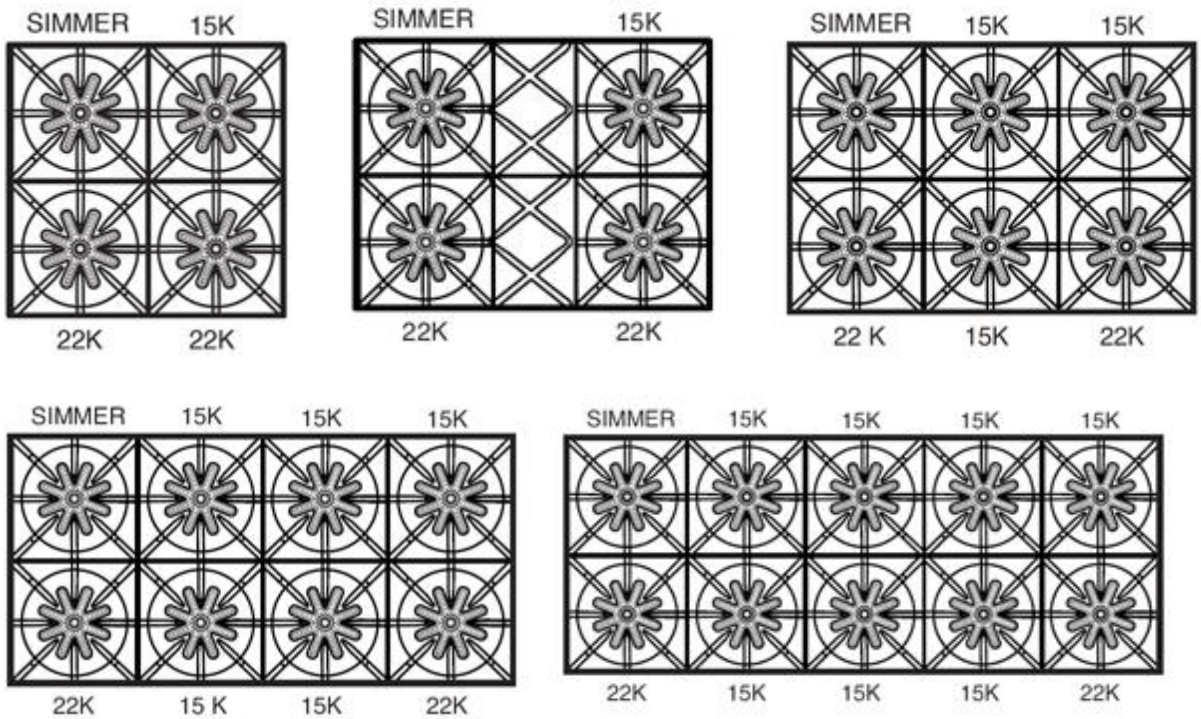 SIMMER 15K
22K 22K
SIMMER 15K
22K 22K
SIMMER 15K 15K
22 K 15K 22K
SIMMER 15K 15K 15K
22K 15 K 15K 22K
SIMMER 15K 15K 15K 15K
22K 15K 15K 15K 22K